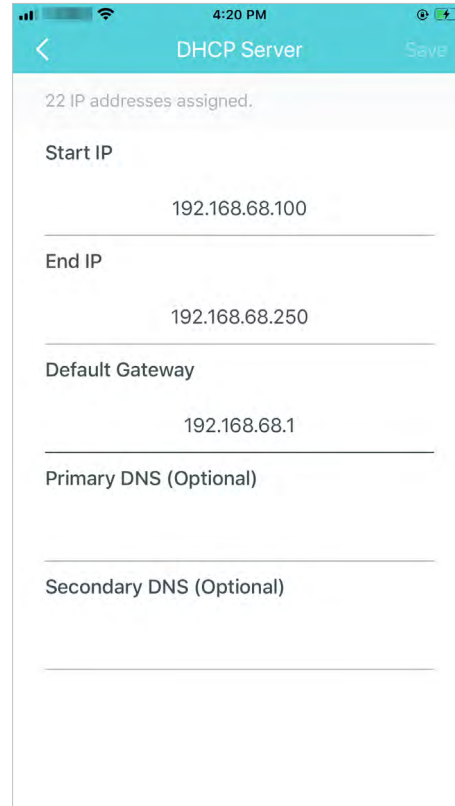 4:20 PM
DHCP Server
Save
22 IP addresses assigned.
Start IP
192.168.68.100
End IP
192.168.68.250
Default Gateway
192.168.68.1
Primary DNS (Optional)
Secondary DNS (Optional)